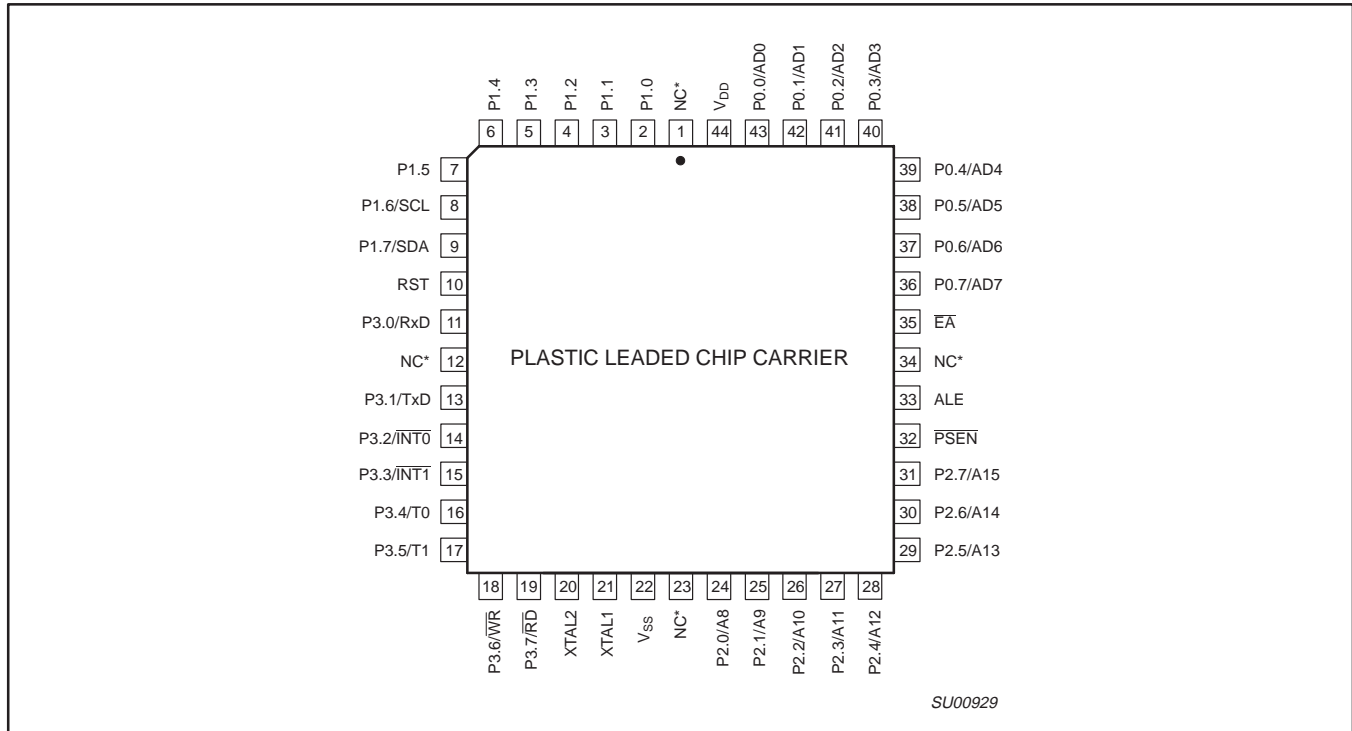 P1.4
P1.3
P1.2
P1.1
P1.0
NC*
VDD
P0.0/AD0
P0.1/AD1
P0.2/AD2
P0.3/AD3
6
5
4
3
2
1
44
43
42
41
40
P1.5 7
39 P0.4/AD4
P1.6/SCL 8
38 P0.5/AD5
P1.7/SDA 9
37 P0.6/AD6
RST 10
36 P0.7/AD7
P3.0/RxD 11
35 E̅A̅
NC* 12
PLASTIC LEADED CHIP CARRIER
34 NC*
P3.1/TxD 13
33 ALE
P3.2/I̅N̅T̅0̅ 14
32 P̅S̅E̅N̅
P3.3/I̅N̅T̅1̅ 15
31 P2.7/A15
P3.4/T0 16
30 P2.6/A14
P3.5/T1 17
29 P2.5/A13
18
19
20
21
22
23
24
25
26
27
28
P3.6/W̅R̅
P3.7/R̅D̅
XTAL2
XTAL1
VSS
NC*
P2.0/A8
P2.1/A9
P2.2/A10
P2.3/A11
P2.4/A12
SU00929